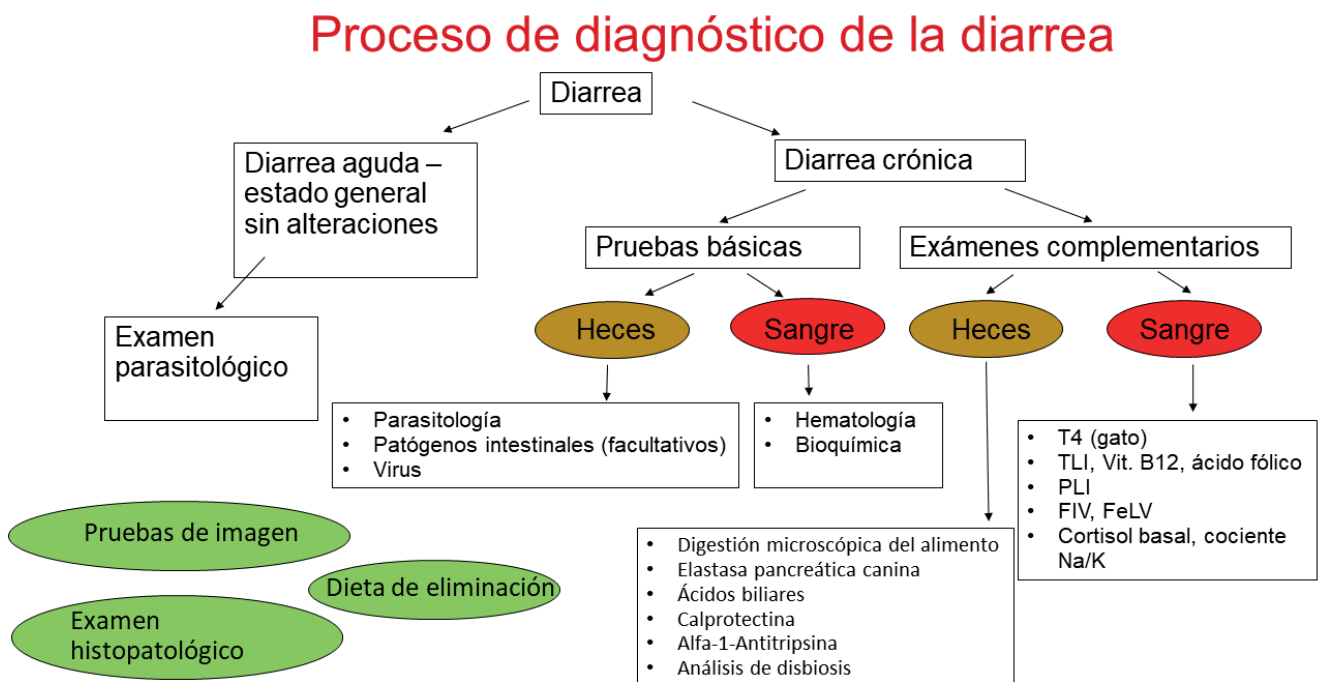 Proceso de diagnóstico de la diarrea
Diarrea
Diarrea aguda –
estado general
sin alteraciones
Diarrea crónica
Pruebas básicas
Exámenes complementarios
Heces
Sangre
Heces
Sangre
Examen
parasitológico
• Parasitología
• Patógenos intestinales (facultativos)
• Virus
• Hematología
• Bioquímica
• T4 (gato)
• TLI, Vit. B12, ácido fólico
• PLI
• FIV, FeLV
• Cortisol basal, cociente
Na/K
Pruebas de imagen
Dieta de eliminación
Examen
histopatológico
• Digestión microscópica del alimento
• Elastasa pancreática canina
• Ácidos biliares
• Calprotectina
• Alfa-1-Antitripsina
• Análisis de disbiosis